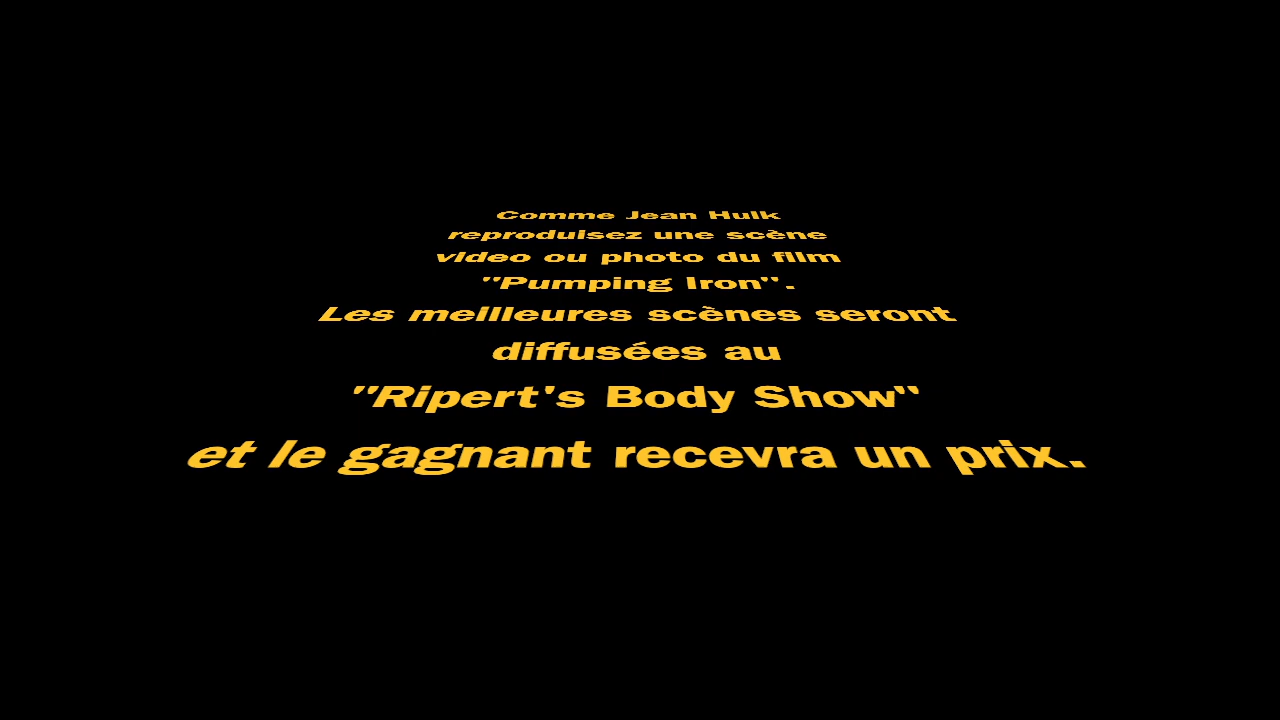 Comme Jean Hulk
reproduisez une scène
video ou photo du film
"Pumping Iron".
Les meilleures scènes seront
diffusées au
"Ripert's Body Show"
et le gagnant recevra un prix.